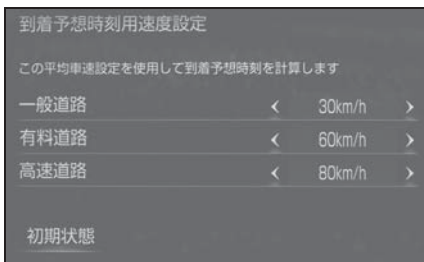 到着予想時刻用速度設定
この平均車速設定を使用して到着予想時刻を計算します
一般道路 < 30km/h >
有料道路 < 60km/h >
高速道路 < 80km/h >
初期状態